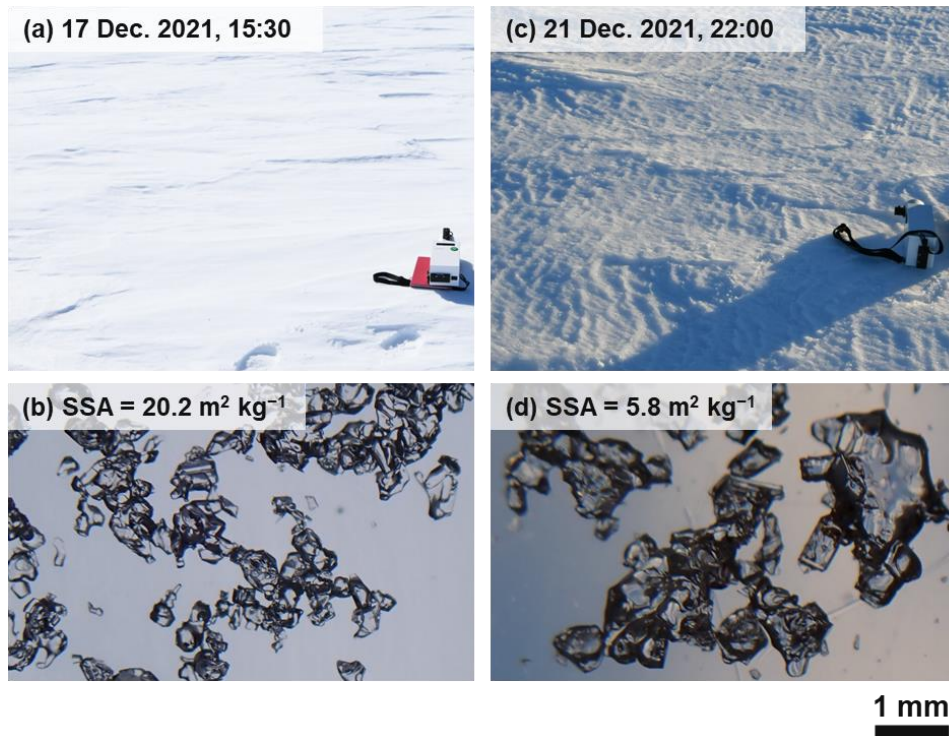 (a) 17 Dec. 2021, 15:30
(c) 21 Dec. 2021, 22:00
(b) SSA = 20.2 m² kg⁻¹
(d) SSA = 5.8 m² kg⁻¹
1 mm